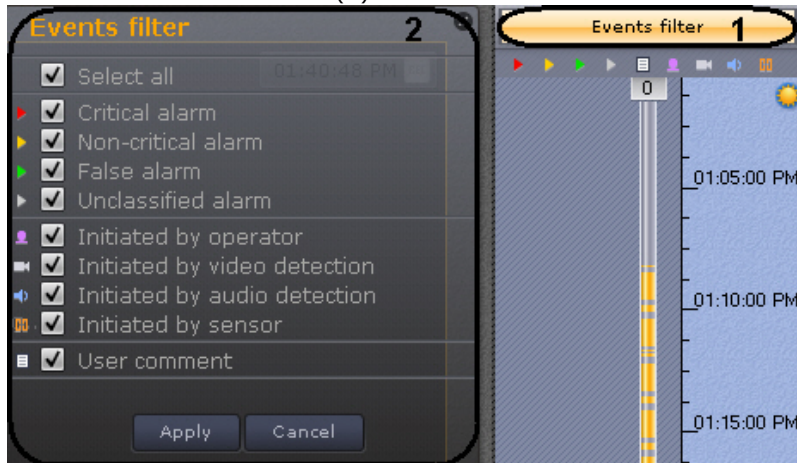 Events filter 2
Select all 01:40:48 PM
Critical alarm
Non-critical alarm
False alarm
Unclassified alarm
Initiated by operator
Initiated by video detection
Initiated by audio detection
Initiated by sensor
User comment
Apply Cancel
Events filter 1
0
01:05:00 PM
01:10:00 PM
01:15:00 PM